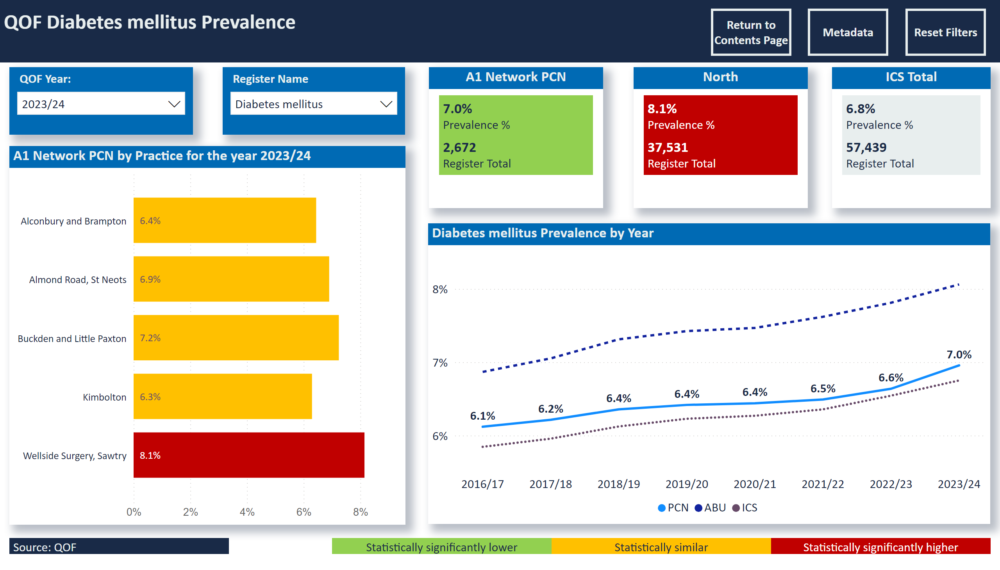 QOF Diabetes mellitus Prevalence
Return to
Contents Page
Metadata
Reset Filters
QOF Year:
2023/24
Register Name
Diabetes mellitus
A1 Network PCN
7.0%
Prevalence %
2,672
Register Total
North
8.1%
Prevalence %
37,531
Register Total
ICS Total
6.8%
Prevalence %
57,439
Register Total
A1 Network PCN by Practice for the year 2023/24
Alconbury and Brampton
6.4%
Almond Road, St Neots
6.9%
Buckden and Little Paxton
7.2%
Kimbolton
6.3%
Wellside Surgery, Sawtry
8.1%
0%
2%
4%
6%
8%
Diabetes mellitus Prevalence by Year
8%
7%
6%
6.1%
6.2%
6.4%
6.4%
6.4%
6.5%
6.6%
7.0%
2016/17
2017/18
2018/19
2019/20
2020/21
2021/22
2022/23
2023/24
PCN
ABU
ICS
Source: QOF
Statistically significantly lower
Statistically similar
Statistically significantly higher